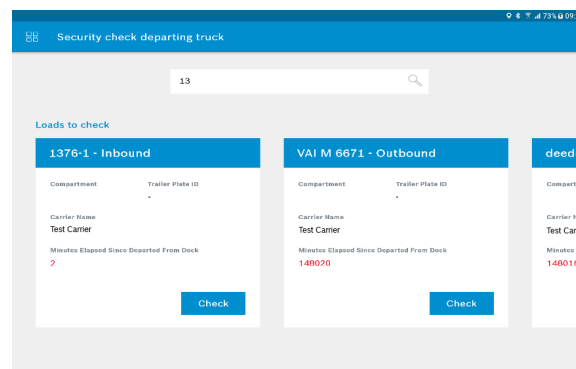 73% 09:
Security check departing truck
13
Loads to check
1376-1 - Inbound
Compartment Trailer Plate ID
-
Carrier Name
Test Carrier
Minutes Elapsed Since Departed From Dock
2
Check
VAI M 6671 - Outbound
Compartment Trailer Plate ID
-
Carrier Name
Test Carrier
Minutes Elapsed Since Departed From Dock
148020
Check
deed
Compart
Carrier N
Test Car
Minutes
148016